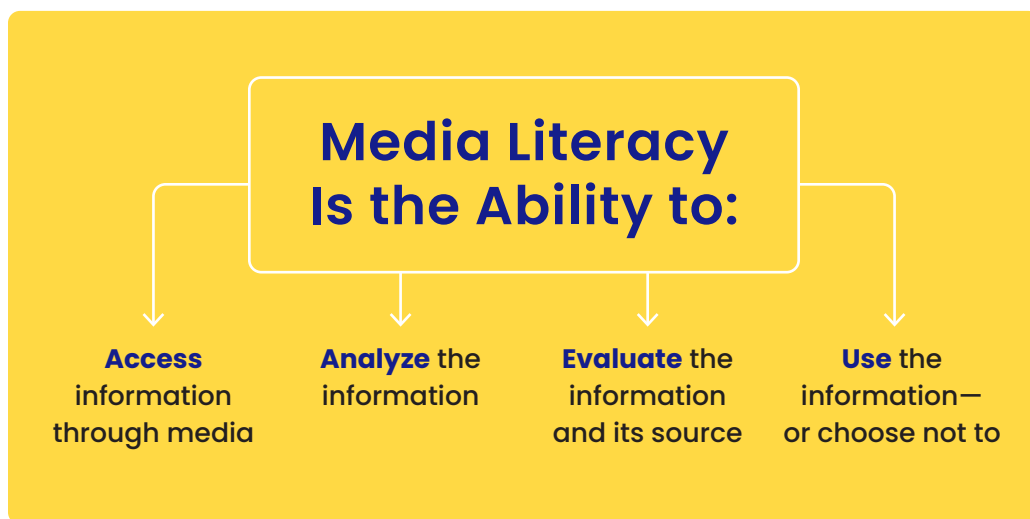 Media Literacy
Is the Ability to:
Access
information
through media
Analyze the
information
Evaluate the
information
and its source
Use the
information—
or choose not to